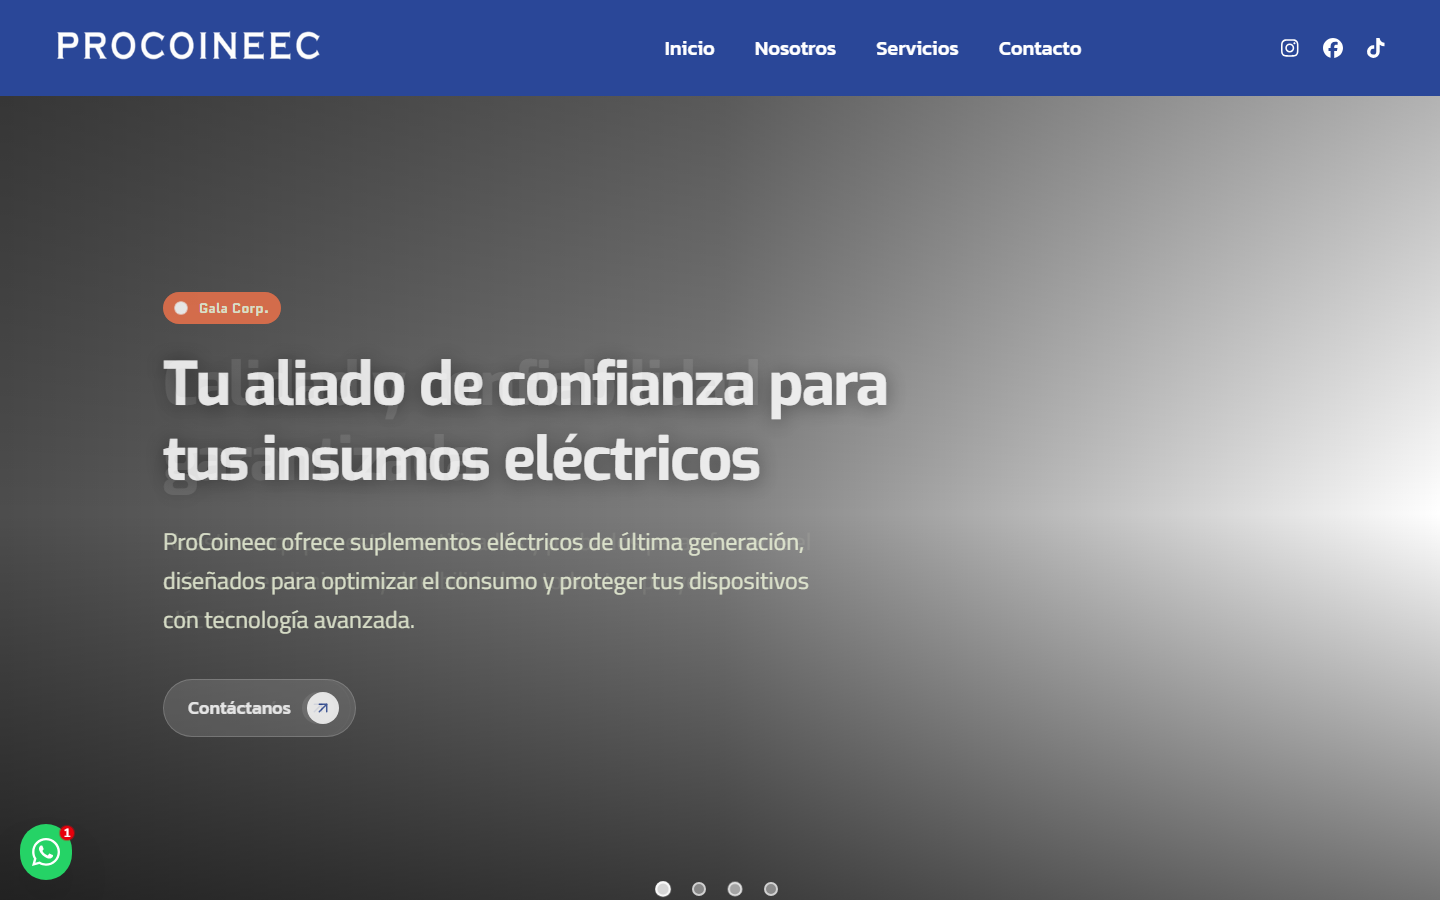 PROCOINEEC
Inicio Nosotros Servicios Contacto
Gala Corp.
Tu aliado de confianza para
tus insumos eléctricos
ProCoineec ofrece suplementos eléctricos de última generación,
diseñados para optimizar el consumo y proteger tus dispositivos
con tecnología avanzada.
Contáctanos
1